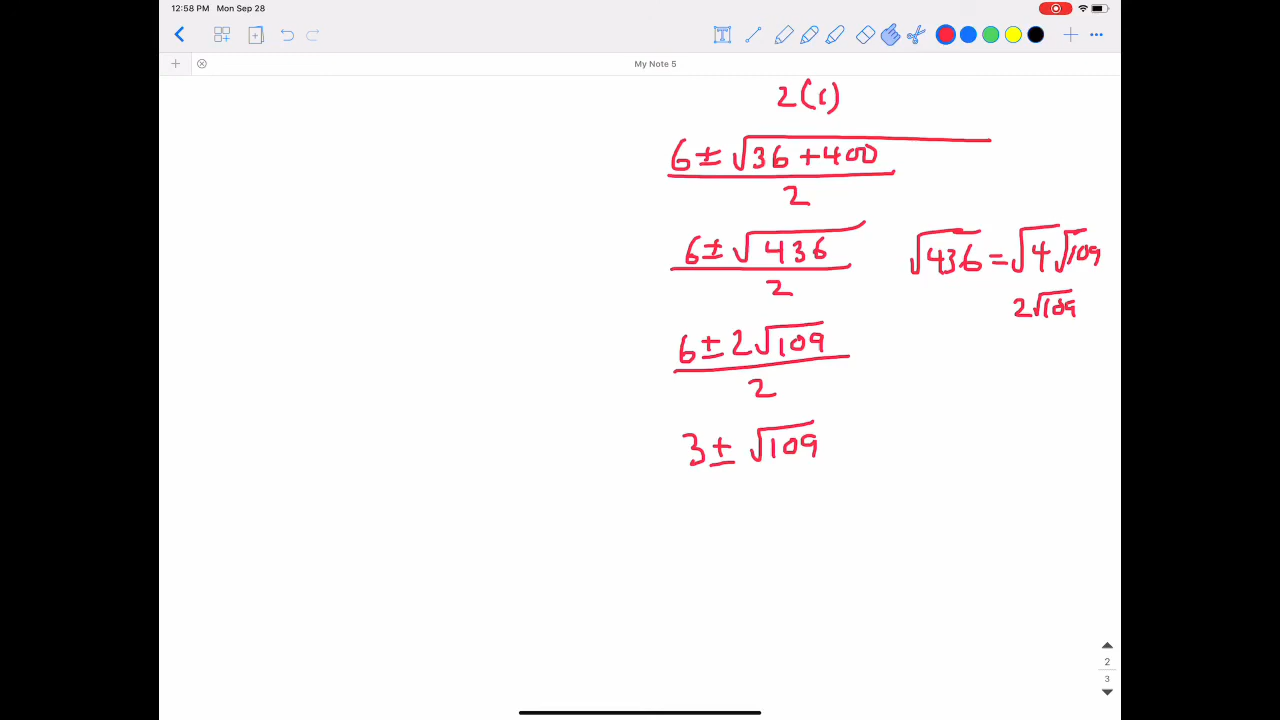 12:58 PM Mon Sep 28
My Note 5
2(1)
6 ± √36 + 400
2
6 ± √436
2
√436 = √4 √109
2√109
6 ± 2√109
2
3 ± √109
2
3